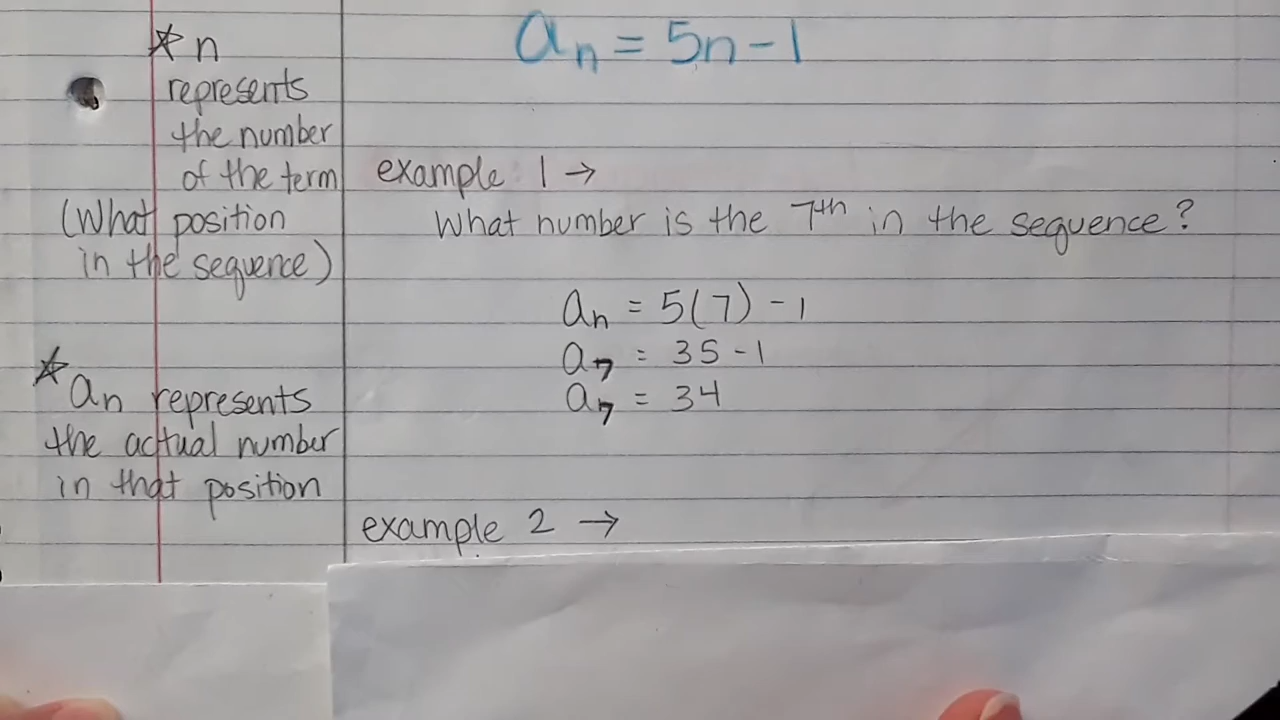 * n
represents
the number
of the term
(What position
in the sequence)
* an represents
the actual number
in that position
an = 5n - 1
example 1 →
What number is the 7th in the sequence?
an = 5(7) - 1
a7 = 35 - 1
a7 = 34
example 2 →